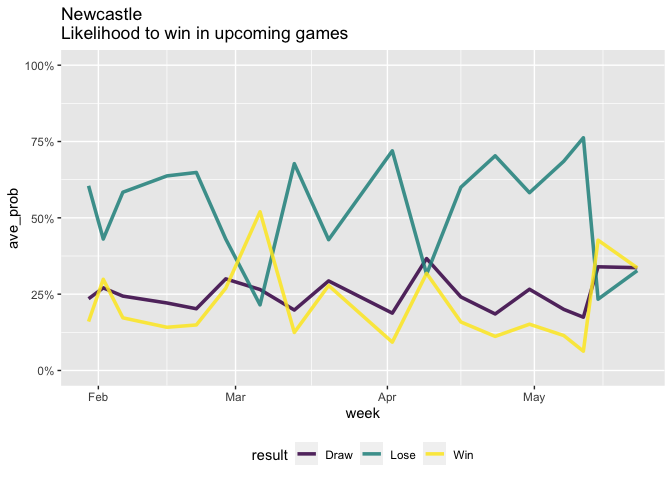 Newcastle
Likelihood to win in upcoming games
100%
75%
50%
25%
0%
ave_prob
Feb Mar Apr May
week
result Draw Lose Win